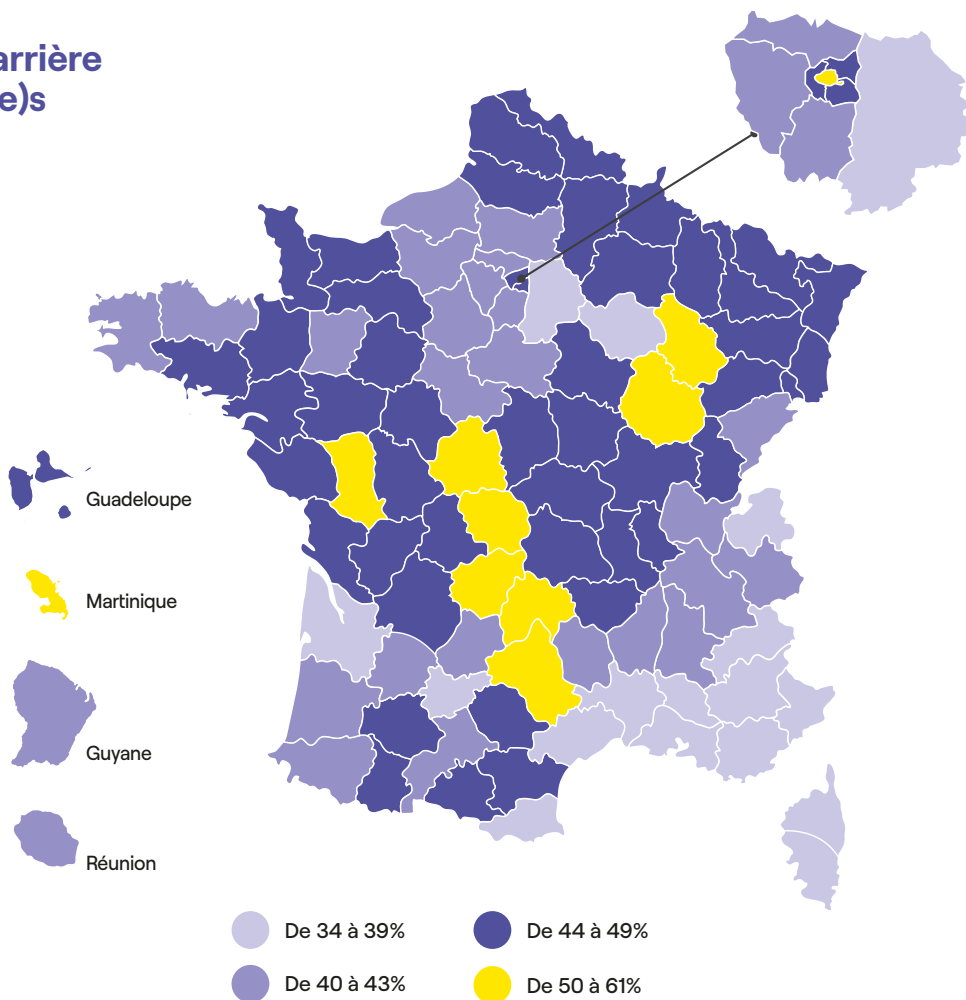 arrière
e)s
Guadeloupe
Martinique
Guyane
Réunion
De 34 à 39%
De 44 à 49%
De 40 à 43%
De 50 à 61%